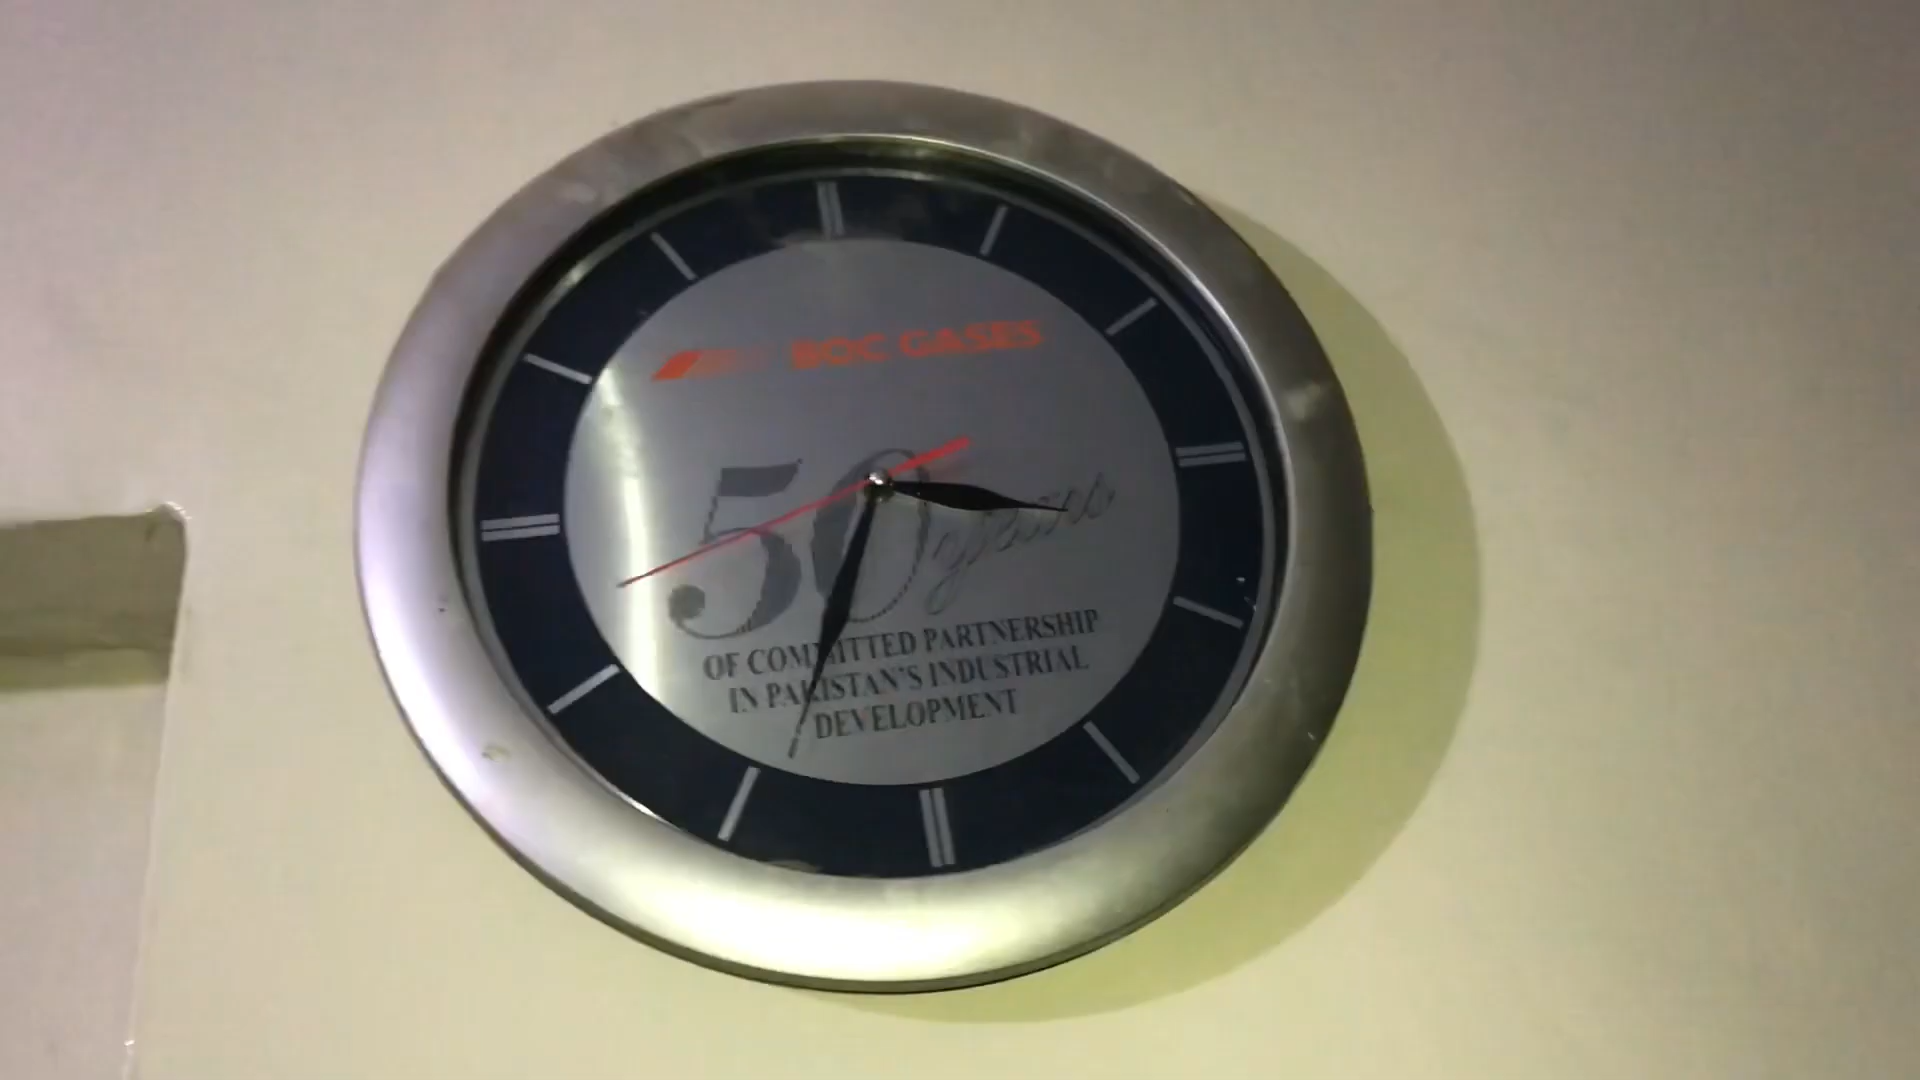 BOC GASES
50 years
OF COMMITTED PARTNERSHIP
IN PAKISTAN'S INDUSTRIAL
DEVELOPMENT